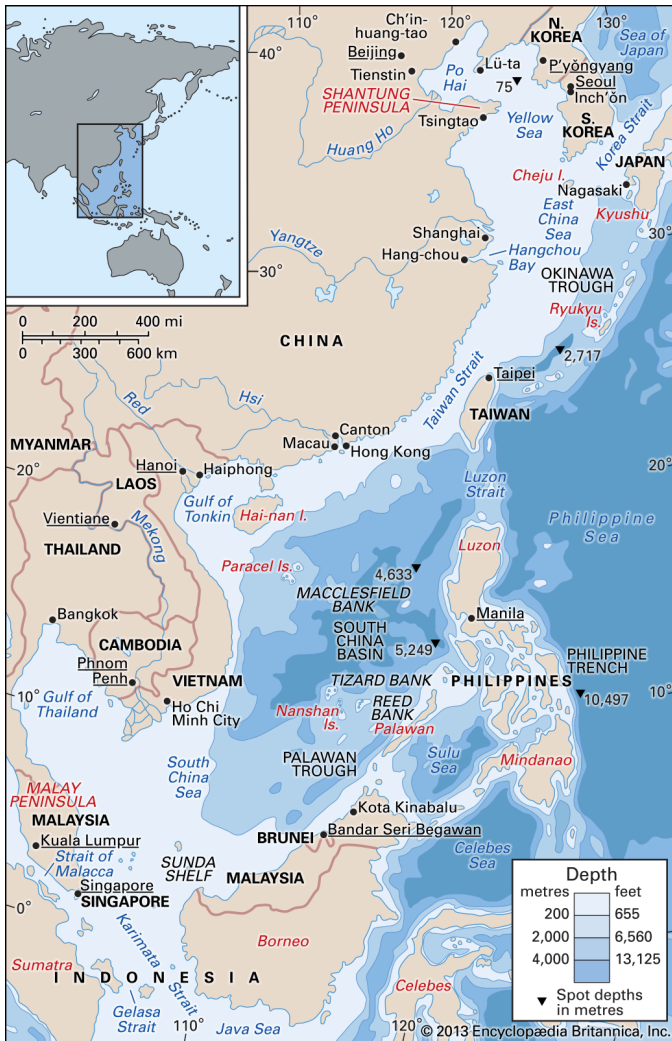 110°
120°
130°
40°
Ch'in-
huang-tao
N.
KOREA
Sea of
Japan
Beijing
Lü-ta
P'yŏngyang
Tienstin
Po
Hai
75
Seoul
Inch'ŏn
SHANTUNG
PENINSULA
Tsingtao
Yellow
Sea
S.
KOREA
Korea Strait
Huang Ho
JAPAN
Cheju I.
Nagasaki
Kyushu
East
China
Sea
30°
Yangtze
Shanghai
Hang-chou
Hangchou
Bay
30°
OKINAWA
TROUGH
Ryukyu
Is.
0 200 400 mi
0 300 600 km
CHINA
2,717
Taiwan Strait
Taipei
TAIWAN
Hsi
Red
Canton
Macau
Hong Kong
MYANMAR
20°
Hanoi
Haiphong
LAOS
20°
Luzon
Strait
Gulf of
Tonkin
Hai-nan I.
Philippine
Sea
Vientiane
Mekong
THAILAND
Paracel Is.
Luzon
4,633
MACCLESFIELD
BANK
Bangkok
Manila
SOUTH
CHINA
BASIN
5,249
CAMBODIA
PHILIPPINE
TRENCH
Phnom
Penh
VIETNAM
TIZARD BANK
PHILIPPINES
10°
Gulf of
Thailand
Ho Chi
Minh City
REED
BANK
10,497
10°
Nanshan
Is.
Palawan
PALAWAN
TROUGH
Sulu
Sea
Mindanao
South
China
Sea
MALAY
PENINSULA
MALAYSIA
Kota Kinabalu
BRUNEI
Bandar Seri Begawan
Kuala Lumpur
Strait of
Malacca
SUNDA
SHELF
MALAYSIA
Celebes
Sea
Singapore
SINGAPORE
0°
Karimata Strait
Borneo
Sumatra
INDONESIA
Celebes
Gelasa
Strait
110°
Java Sea
120°
Depth
metres feet
200 655
2,000 6,560
4,000 13,125
Spot depths
in metres
© 2013 Encyclopædia Britannica, Inc.